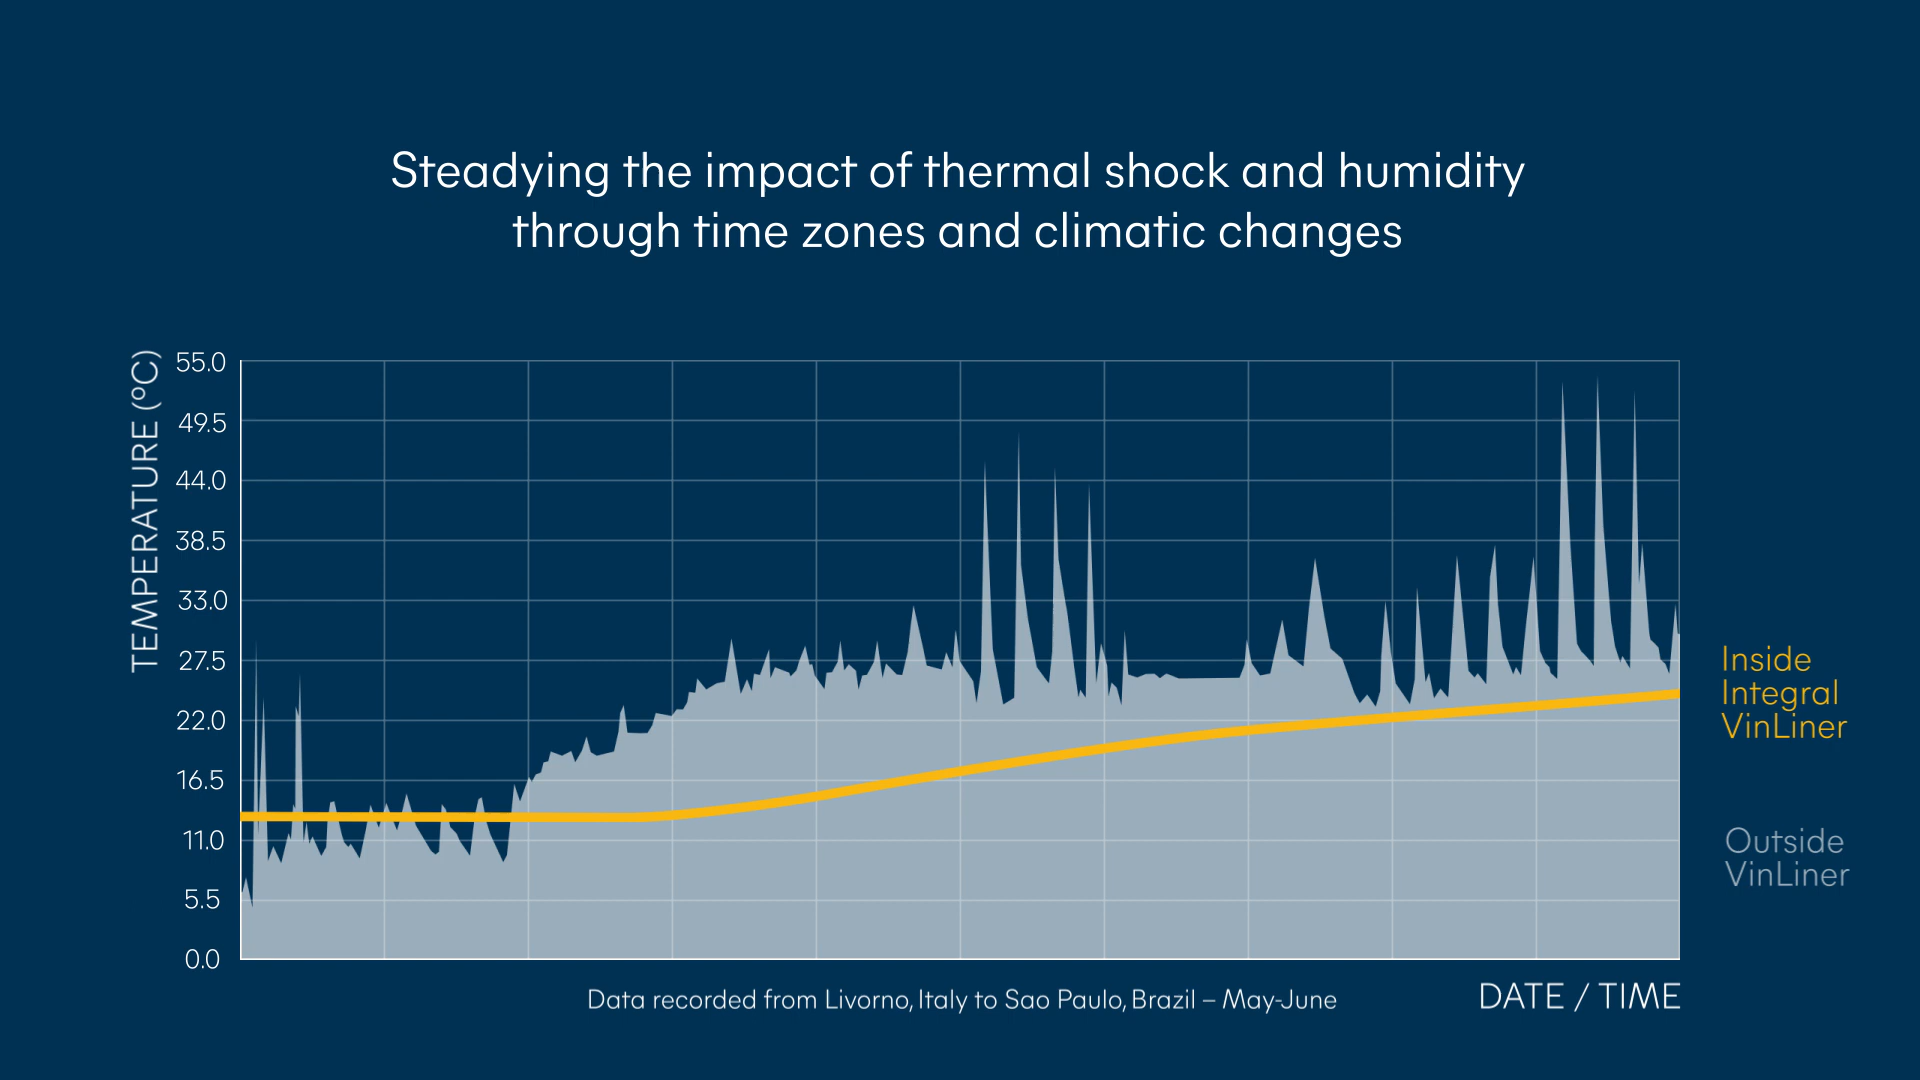 Steadying the impact of thermal shock and humidity
through time zones and climatic changes
TEMPERATURE (ºC)
55.0
49.5
44.0
38.5
33.0
27.5
22.0
16.5
11.0
5.5
0.0
Inside
Integral
VinLiner
Outside
VinLiner
Data recorded from Livorno, Italy to Sao Paulo, Brazil – May-June
DATE / TIME